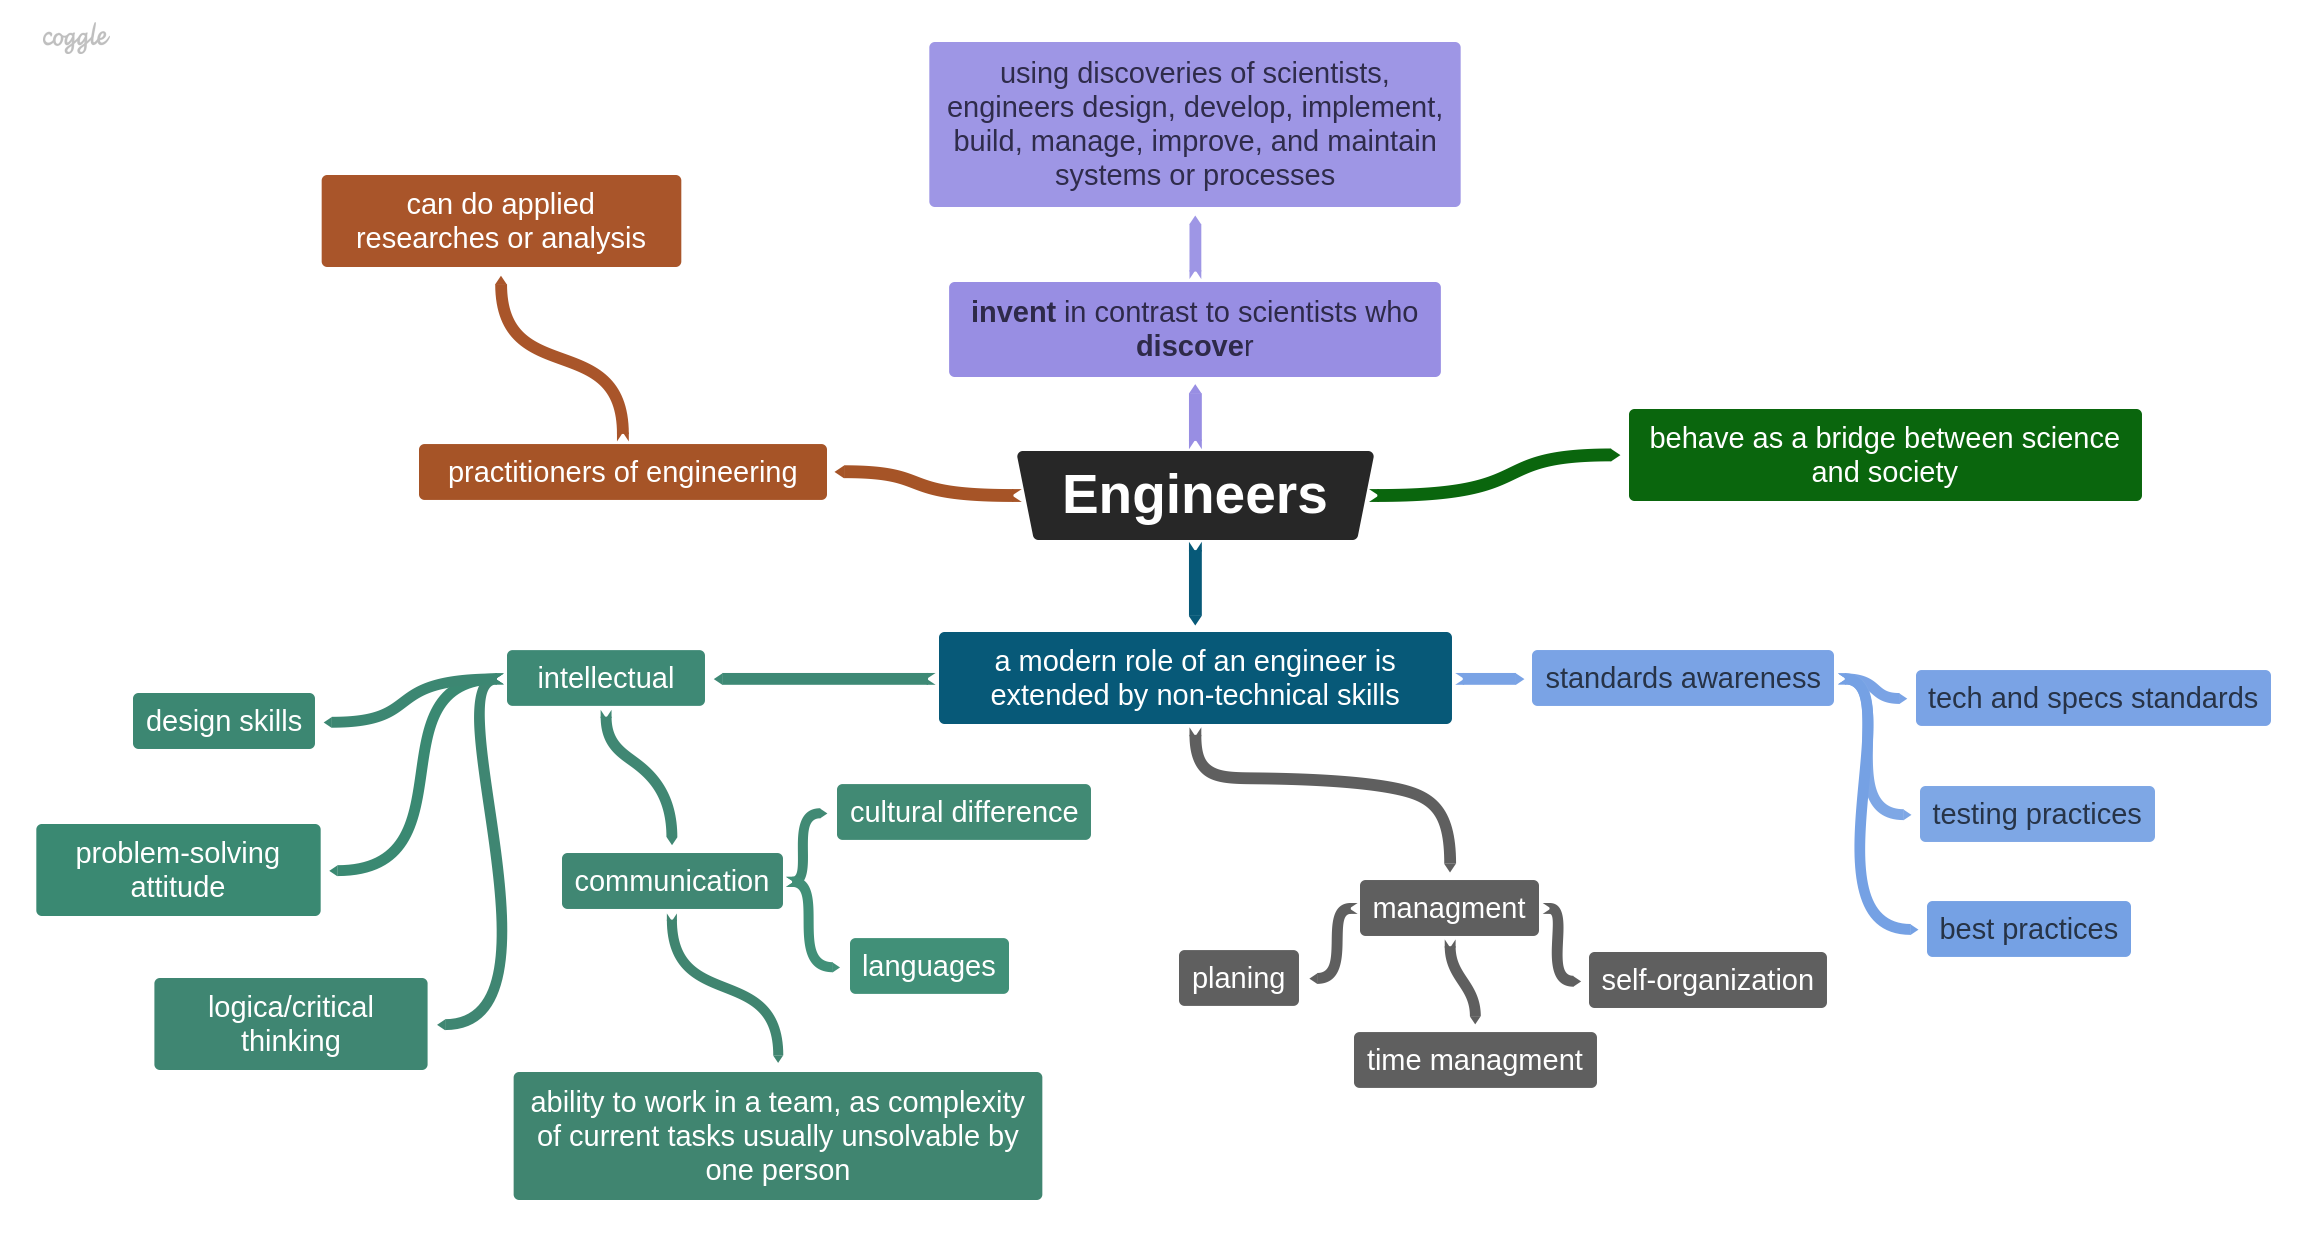 coggle
using discoveries of scientists,
engineers design, develop, implement,
build, manage, improve, and maintain
systems or processes
can do applied
researches or analysis
invent in contrast to scientists who
discover
behave as a bridge between science
and society
practitioners of engineering
Engineers
a modern role of an engineer is
extended by non-technical skills
intellectual
standards awareness
design skills
tech and specs standards
cultural difference
testing practices
problem-solving
attitude
communication
managment
best practices
languages
planing
self-organization
logica/critical
thinking
time managment
ability to work in a team, as complexity
of current tasks usually unsolvable by
one person